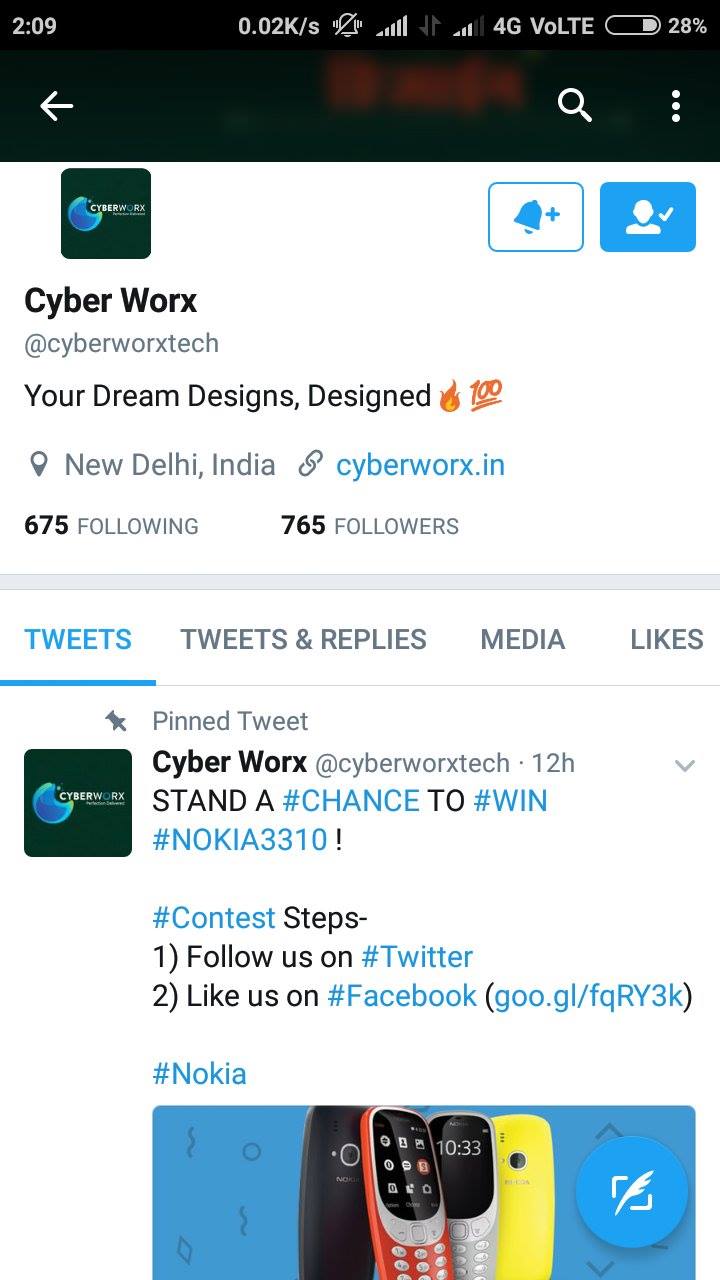 2:09 0.02K/s 4G VoLTE 28%
CYBERWORX
Perfection Delivered
Cyber Worx
@cyberworxtech
Your Dream Designs, Designed🔥💯
New Delhi, India cyberworx.in
675 FOLLOWING 765 FOLLOWERS
TWEETS TWEETS & REPLIES MEDIA LIKES
Pinned Tweet
Cyber Worx @cyberworxtech · 12h
CYBERWORX
Perfection Delivered
STAND A #CHANCE TO #WIN
#NOKIA3310 !
#Contest Steps-
1) Follow us on #Twitter
2) Like us on #Facebook (goo.gl/fqRY3k)
#Nokia
NOKIA
10:33